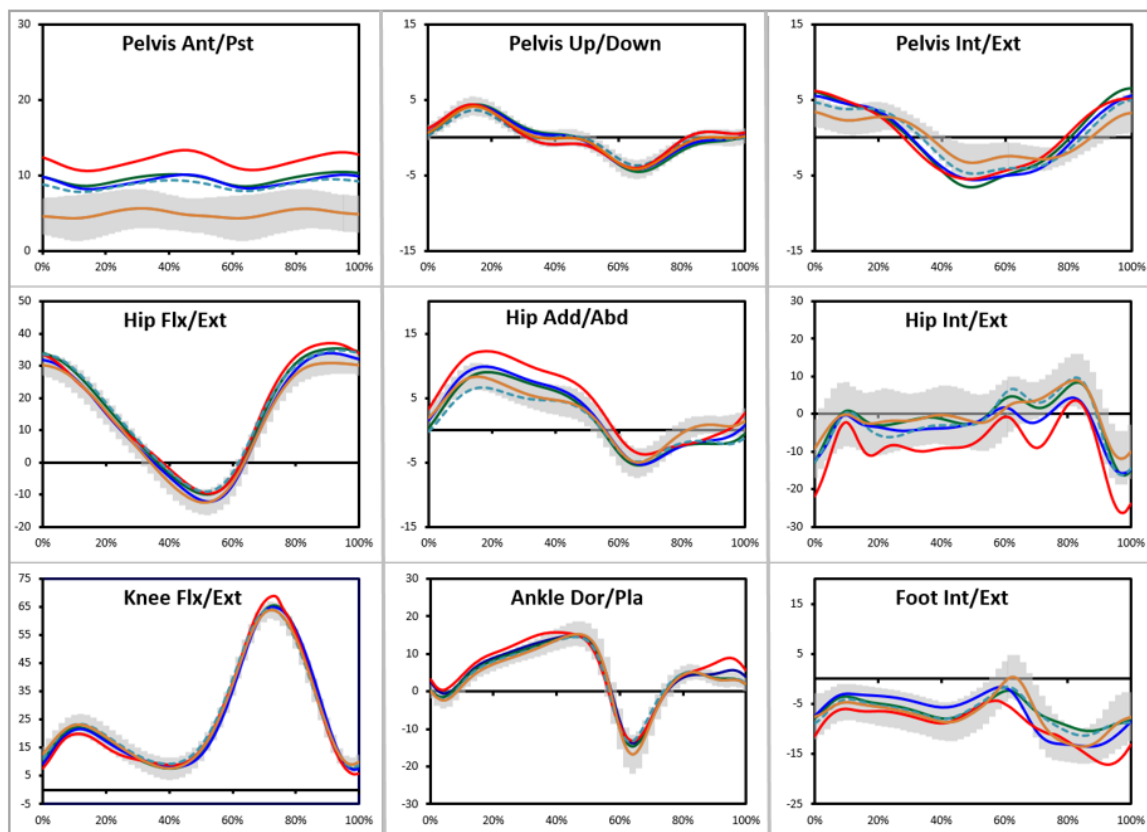 Pelvis Ant/Pst
30
20
10
0
0% 20% 40% 60% 80% 100%
Pelvis Up/Down
15
5
-5
-15
0% 20% 40% 60% 80% 100%
Pelvis Int/Ext
15
5
-5
-15
0% 20% 40% 60% 80% 100%
Hip Flx/Ext
50
40
30
20
10
0
-10
-20
0% 20% 40% 60% 80% 100%
Hip Add/Abd
15
5
-5
-15
0% 20% 40% 60% 80% 100%
Hip Int/Ext
30
20
10
0
-10
-20
-30
0% 20% 40% 60% 80% 100%
Knee Flx/Ext
75
65
55
45
35
25
15
5
-5
0% 20% 40% 60% 80% 100%
Ankle Dor/Pla
30
20
10
0
-10
-20
-30
0% 20% 40% 60% 80% 100%
Foot Int/Ext
15
5
-5
-15
-25
0% 20% 40% 60% 80% 100%